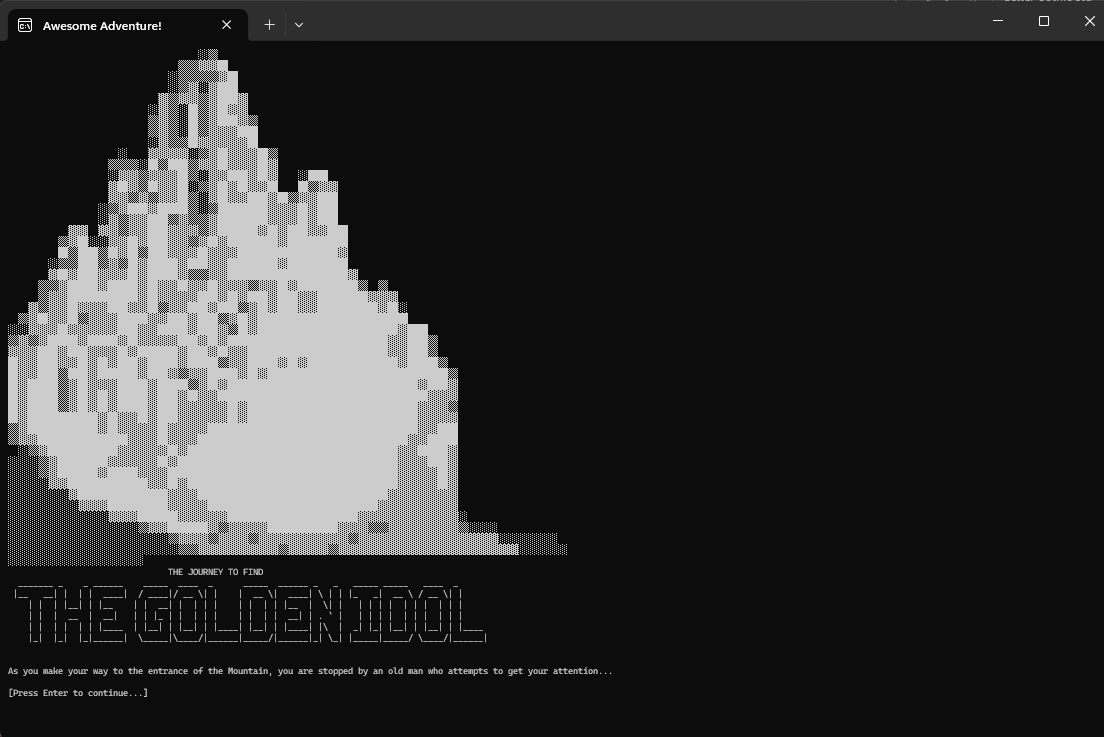 Awesome Adventure!
THE JOURNEY TO FIND
THE GOLDEN IDOL
As you make your way to the entrance of the Mountain, you are stopped by an old man who attempts to get your attention...
[Press Enter to continue...]